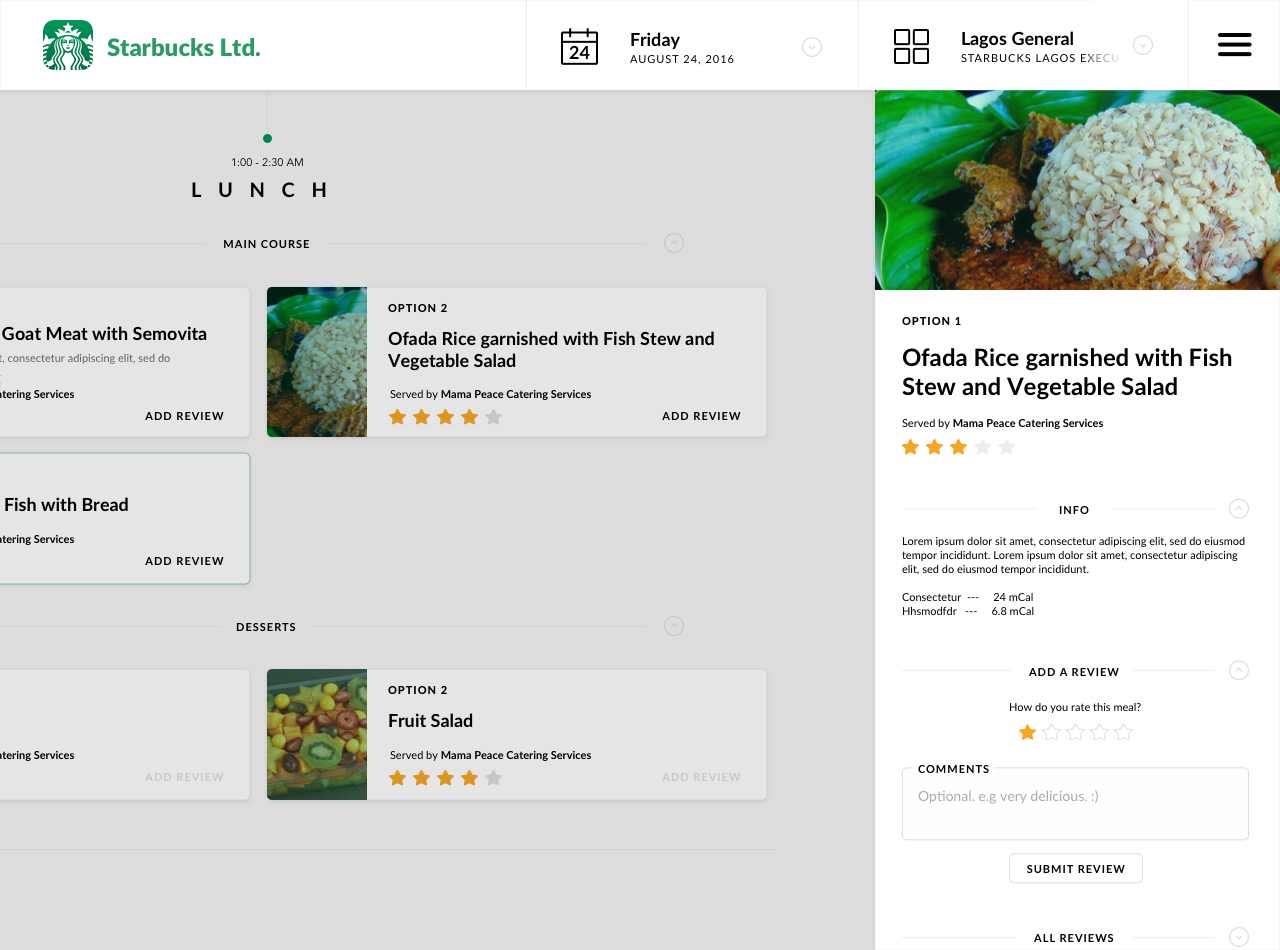 Starbucks Ltd.
24
Friday
AUGUST 24, 2016
Lagos General
STARBUCKS LAGOS EXECU
1:00 - 2:30 AM
LUNCH
MAIN COURSE
Goat Meat with Semovita
t, consectetur adipiscing elit, sed do
atering Services
ADD REVIEW
OPTION 2
Ofada Rice garnished with Fish Stew and
Vegetable Salad
Served by Mama Peace Catering Services
ADD REVIEW
Fish with Bread
atering Services
ADD REVIEW
DESSERTS
atering Services
ADD REVIEW
OPTION 2
Fruit Salad
Served by Mama Peace Catering Services
ADD REVIEW
OPTION 1
Ofada Rice garnished with Fish
Stew and Vegetable Salad
Served by Mama Peace Catering Services
INFO
Lorem ipsum dolor sit amet, consectetur adipiscing elit, sed do eiusmod
tempor incididunt. Lorem ipsum dolor sit amet, consectetur adipiscing
elit, sed do eiusmod tempor incididunt.
Consectetur --- 24 mCal
Hhsmodfdr --- 6.8 mCal
ADD A REVIEW
How do you rate this meal?
COMMENTS
Optional. e.g very delicious. :)
SUBMIT REVIEW
ALL REVIEWS